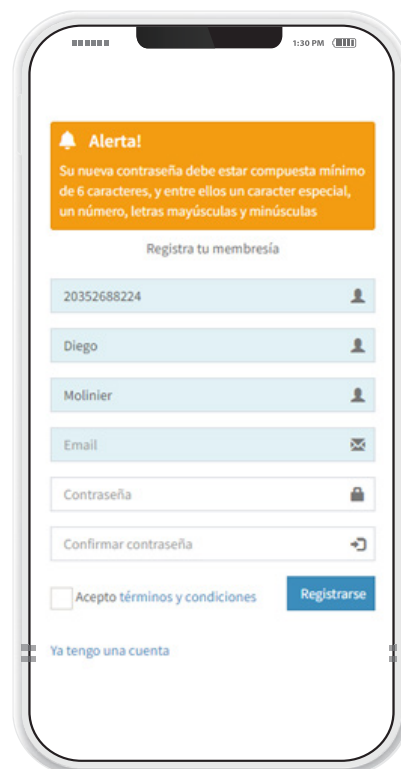 1:30 PM
Alerta!
Su nueva contraseña debe estar compuesta mínimo
de 6 caracteres, y entre ellos un caracter especial,
un número, letras mayúsculas y minúsculas
Registra tu membresía
20352688224
Diego
Molinier
Email
Contraseña
Confirmar contraseña
Acepto términos y condiciones
Registrarse
Ya tengo una cuenta